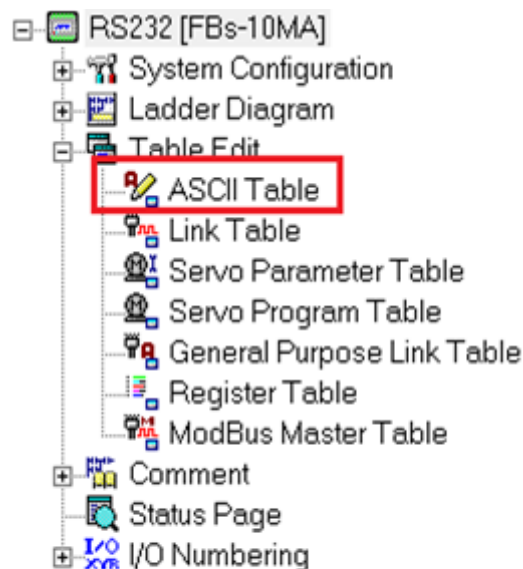 RS232 [FBs-10MA]
System Configuration
Ladder Diagram
Table Edit
ASCII Table
Link Table
Servo Parameter Table
Servo Program Table
General Purpose Link Table
Register Table
ModBus Master Table
Comment
Status Page
I/O Numbering